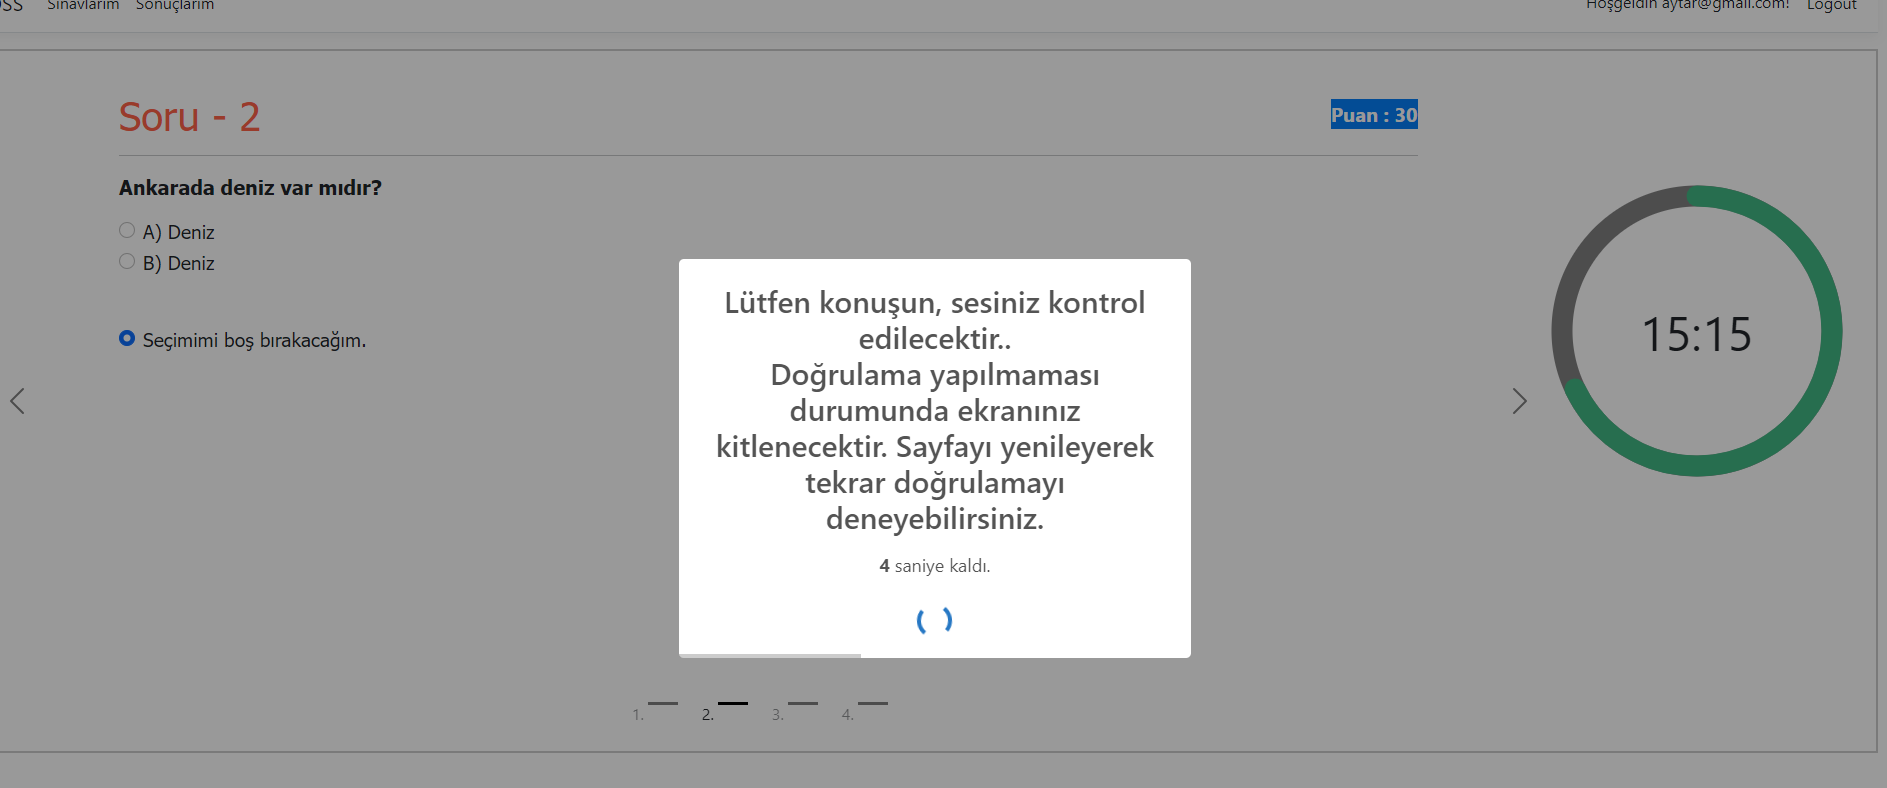 Sınavlarım Sonuçlarım
Hoşgeldin aytar@gmail.com! Logout
Soru - 2
Puan : 30
Ankarada deniz var mıdır?
A) Deniz
B) Deniz
Seçimimi boş bırakacağım.
15:15
Lütfen konuşun, sesiniz kontrol
edilecektir..
Doğrulama yapılmaması
durumunda ekranınız
kitlenecektir. Sayfayı yenileyerek
tekrar doğrulamayı
deneyebilirsiniz.
4 saniye kaldı.
1. 2. 3. 4.